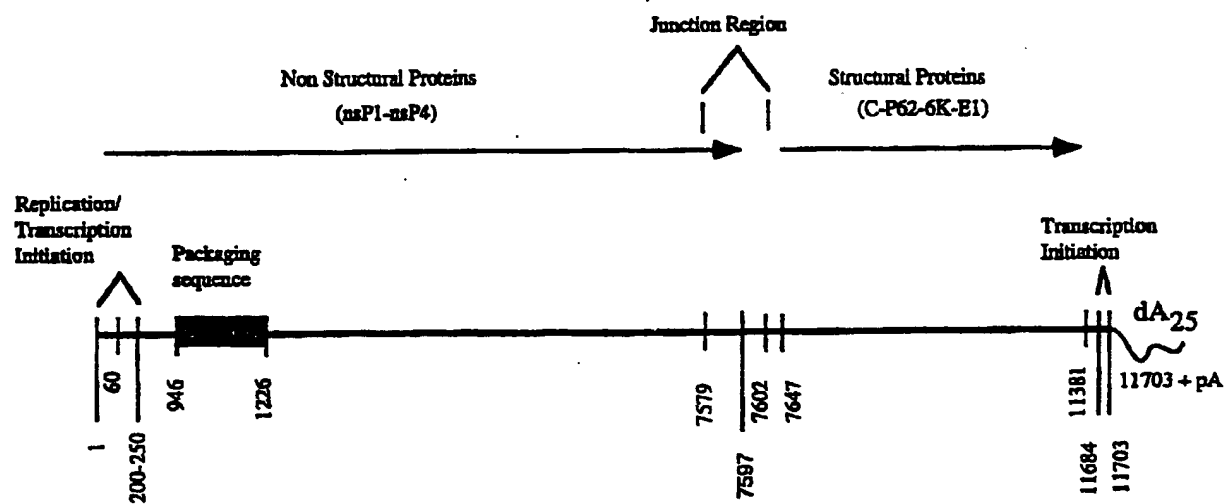 Junction Region
Non Structural Proteins
(nsP1-nsP4)
Structural Proteins
(C-P62-6K-E1)
Replication/
Transcription
Initiation
Packaging
sequence
Transcription
Initiation
dA25
11703 + pA
1
60
200-250
946
1226
7579
7597
7602
7647
11381
11684
11703